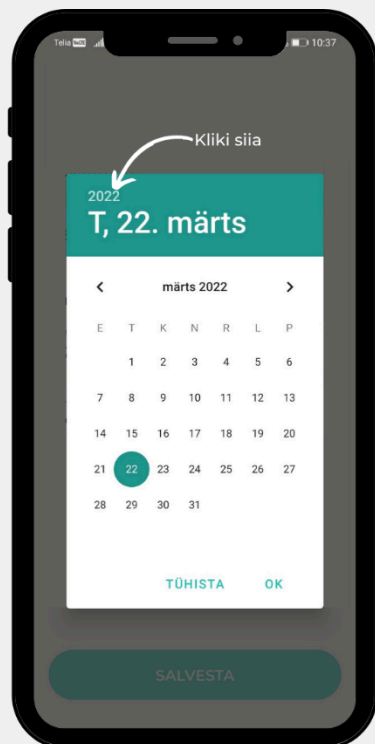 Telia 10:37
Kliki siia
2022
T, 22. märts
märts 2022
E T K N R L P
1 2 3 4 5 6
7 8 9 10 11 12 13
14 15 16 17 18 19 20
21 22 23 24 25 26 27
28 29 30 31
TÜHISTA OK
SALVESTA